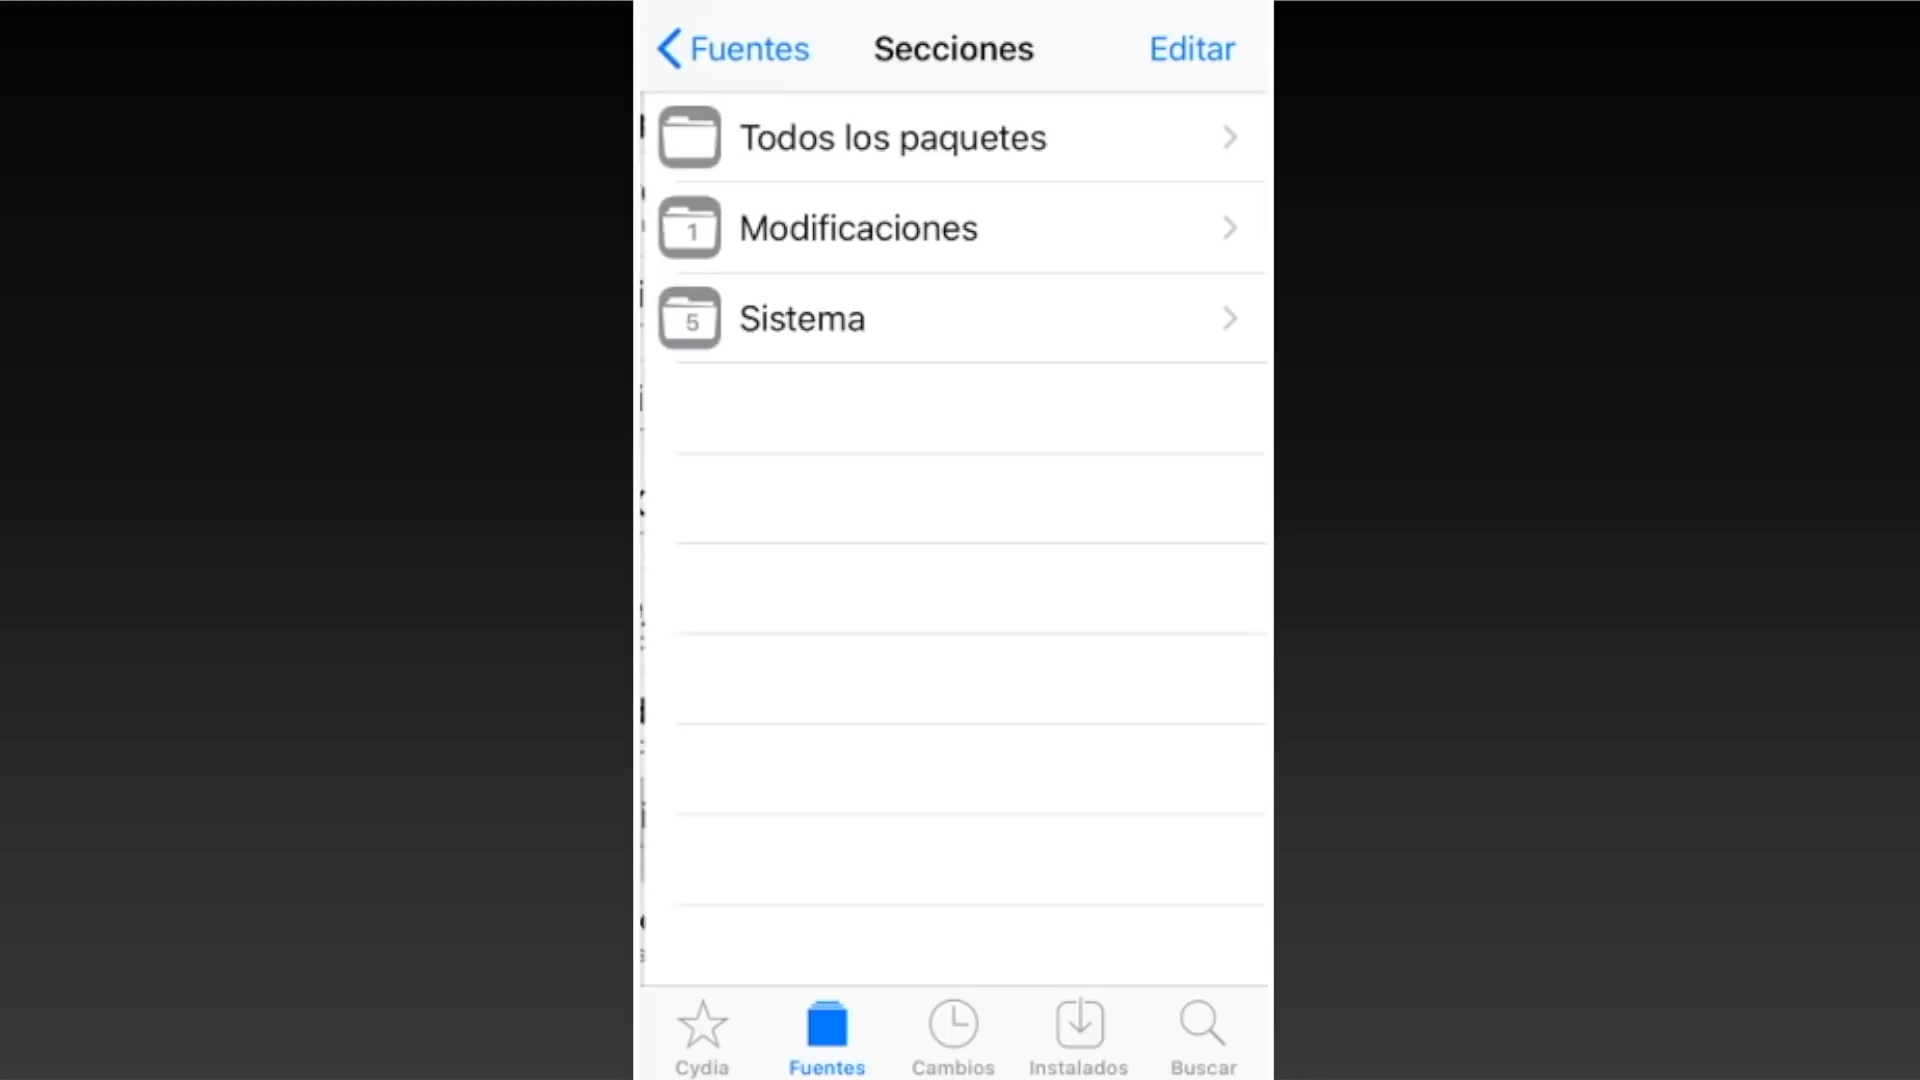 Fuentes Secciones Editar
Todos los paquetes
1 Modificaciones
5 Sistema
Cydia Fuentes Cambios Instalados Buscar